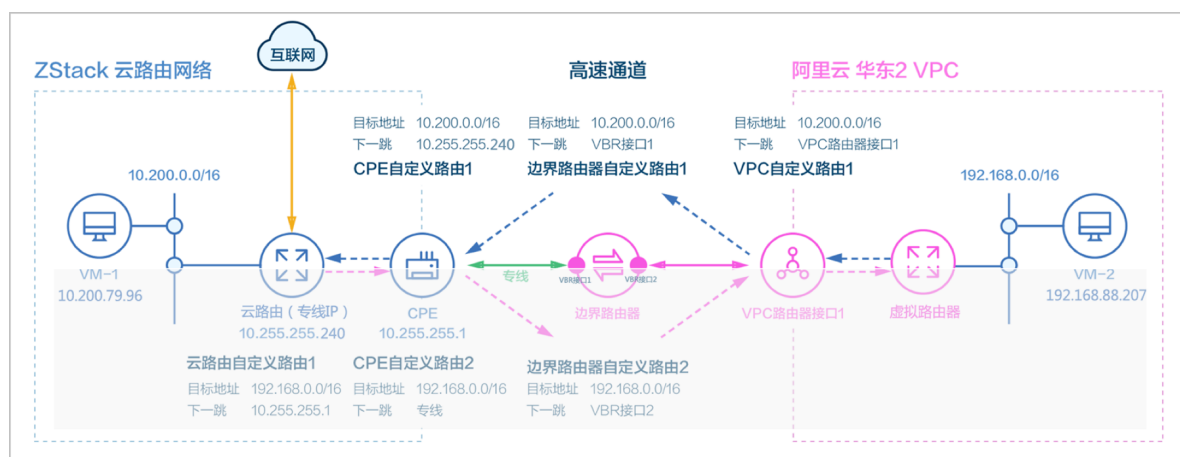 互联网
ZStack 云路由网络
高速通道
阿里云 华东2 VPC
目标地址 10.200.0.0/16
下一跳 10.255.255.240
CPE自定义路由1
目标地址 10.200.0.0/16
下一跳 VBR接口1
边界路由器自定义路由1
目标地址 10.200.0.0/16
下一跳 VPC路由器接口1
VPC自定义路由1
10.200.0.0/16
192.168.0.0/16
VM-1
10.200.79.96
云路由（专线IP）
10.255.255.240
CPE
10.255.255.1
专线
VBR接口1
VBR接口2
边界路由器
VPC路由器接口1
虚拟路由器
VM-2
192.168.88.207
云路由自定义路由1
目标地址 192.168.0.0/16
下一跳 10.255.255.1
CPE自定义路由2
目标地址 192.168.0.0/16
下一跳 专线
边界路由器自定义路由2
目标地址 192.168.0.0/16
下一跳 VBR接口2